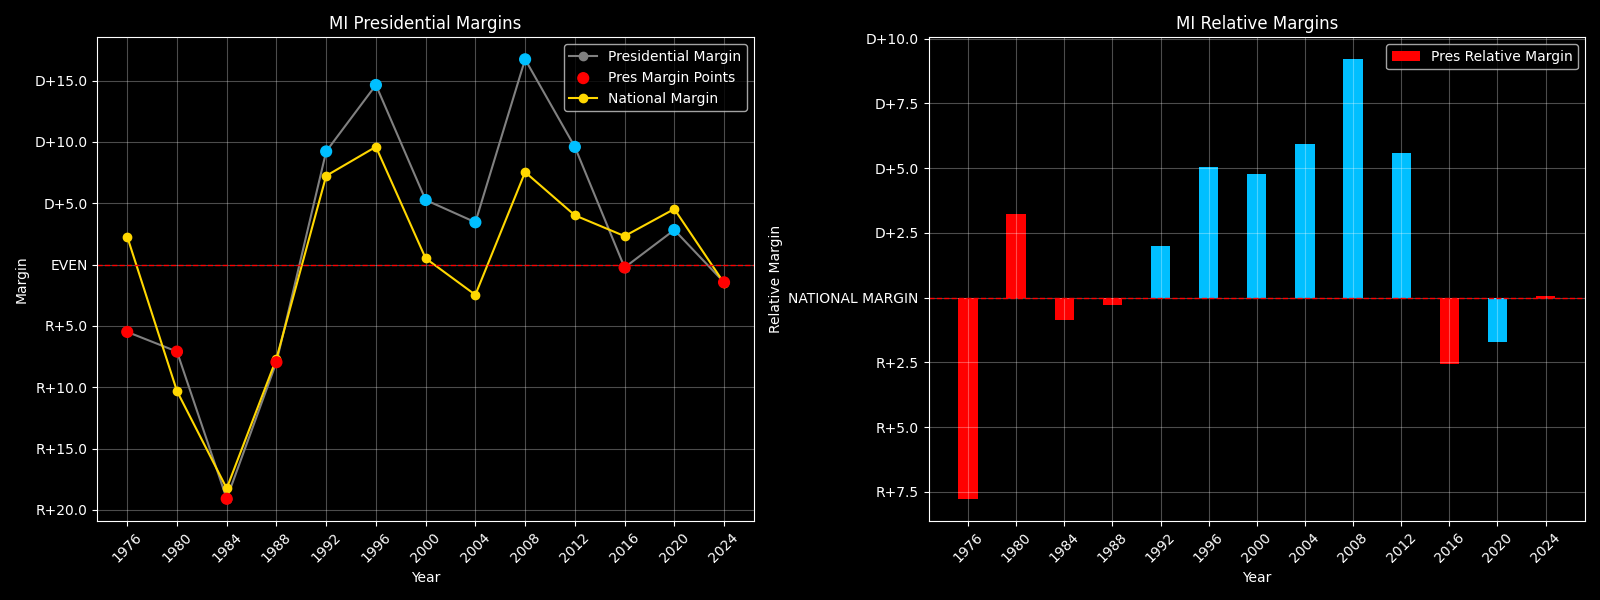 MI Presidential Margins
Presidential Margin
Pres Margin Points
National Margin
D+15.0
D+10.0
D+5.0
EVEN
R+5.0
R+10.0
R+15.0
R+20.0
Margin
1976 1980 1984 1988 1992 1996 2000 2004 2008 2012 2016 2020 2024
Year
MI Relative Margins
Pres Relative Margin
D+10.0
D+7.5
D+5.0
D+2.5
NATIONAL MARGIN
R+2.5
R+5.0
R+7.5
Relative Margin
1976 1980 1984 1988 1992 1996 2000 2004 2008 2012 2016 2020 2024
Year